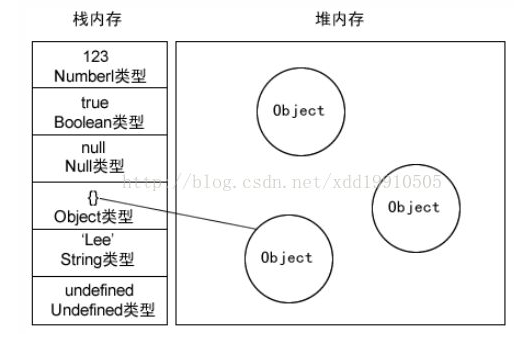 栈内存
堆内存
123
Numberl类型
true
Boolean类型
null
Null类型
{}
Object类型
‘Lee’
String类型
undefined
Undefined类型
Object
Object
Object
http://blog.csdn.net/xdd19910505